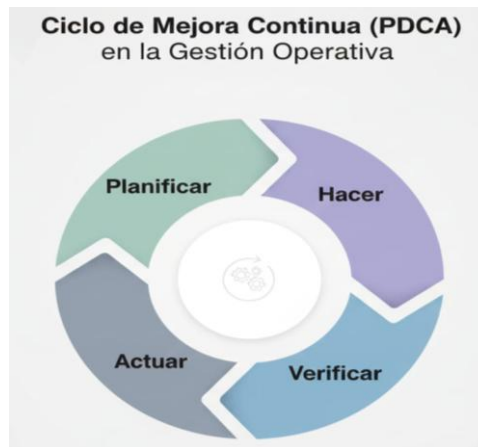 Ciclo de Mejora Continua (PDCA)
en la Gestión Operativa
Planificar
Hacer
Verificar
Actuar